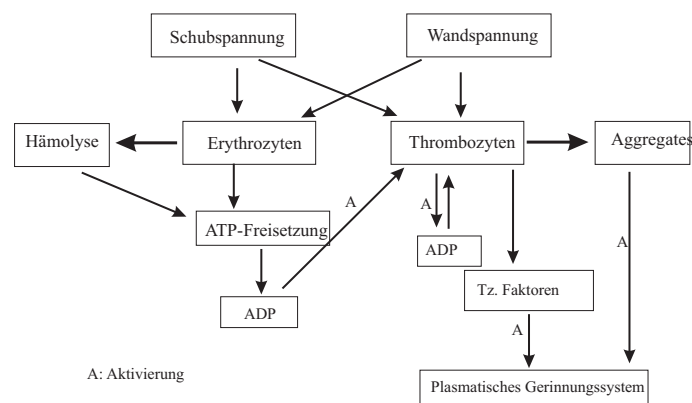 Schubspannung
Wandspannung
Hämolyse
Erythrozyten
Thrombozyten
Aggregates
A
A
A
ATP-Freisetzung
ADP
ADP
Tz. Faktoren
A
A: Aktivierung
Plasmatisches Gerinnungssystem